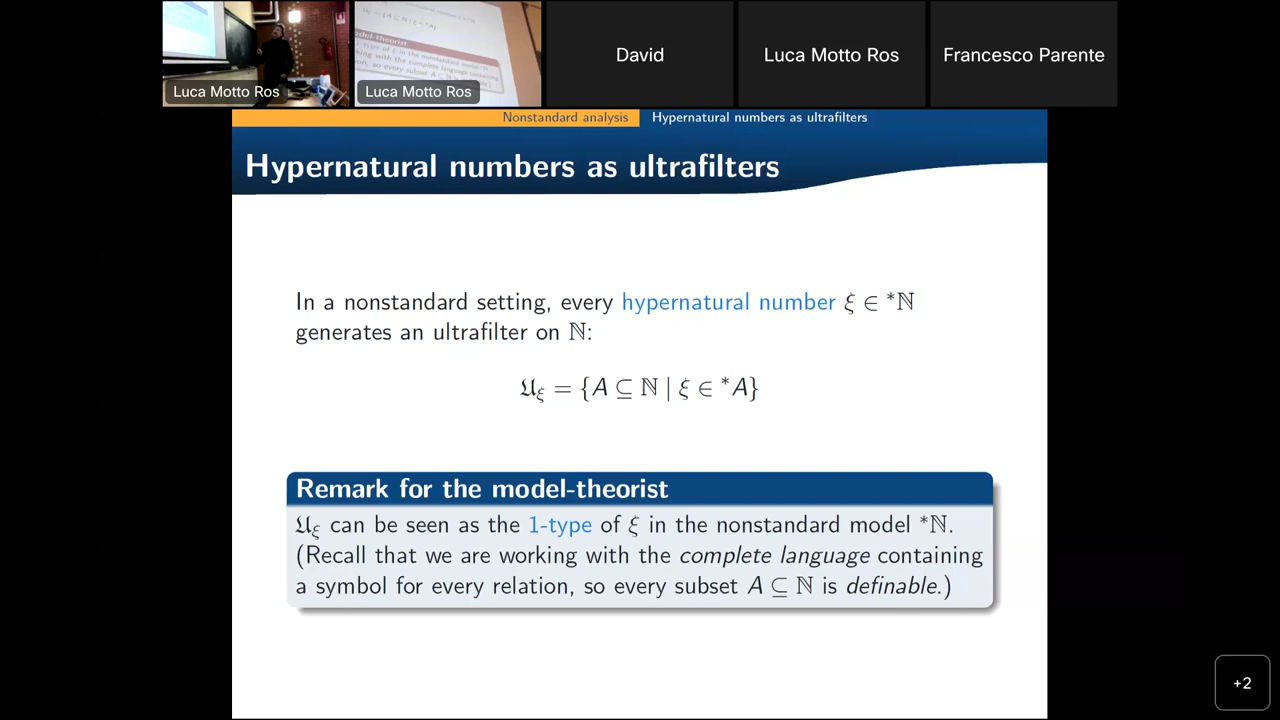 𝔘ξ = {A ⊆ ℕ | ξ ∈ *A}
Luca Motto Ros
Luca Motto Ros
David
Luca Motto Ros
Francesco Parente
Nonstandard analysis Hypernatural numbers as ultrafilters
Hypernatural numbers as ultrafilters
In a nonstandard setting, every hypernatural number ξ ∈ *ℕ
generates an ultrafilter on ℕ:
𝔘ξ = {A ⊆ ℕ | ξ ∈ *A}
Remark for the model-theorist
𝔘ξ can be seen as the 1-type of ξ in the nonstandard model *ℕ.
(Recall that we are working with the complete language containing
a symbol for every relation, so every subset A ⊆ ℕ is definable.)
+2